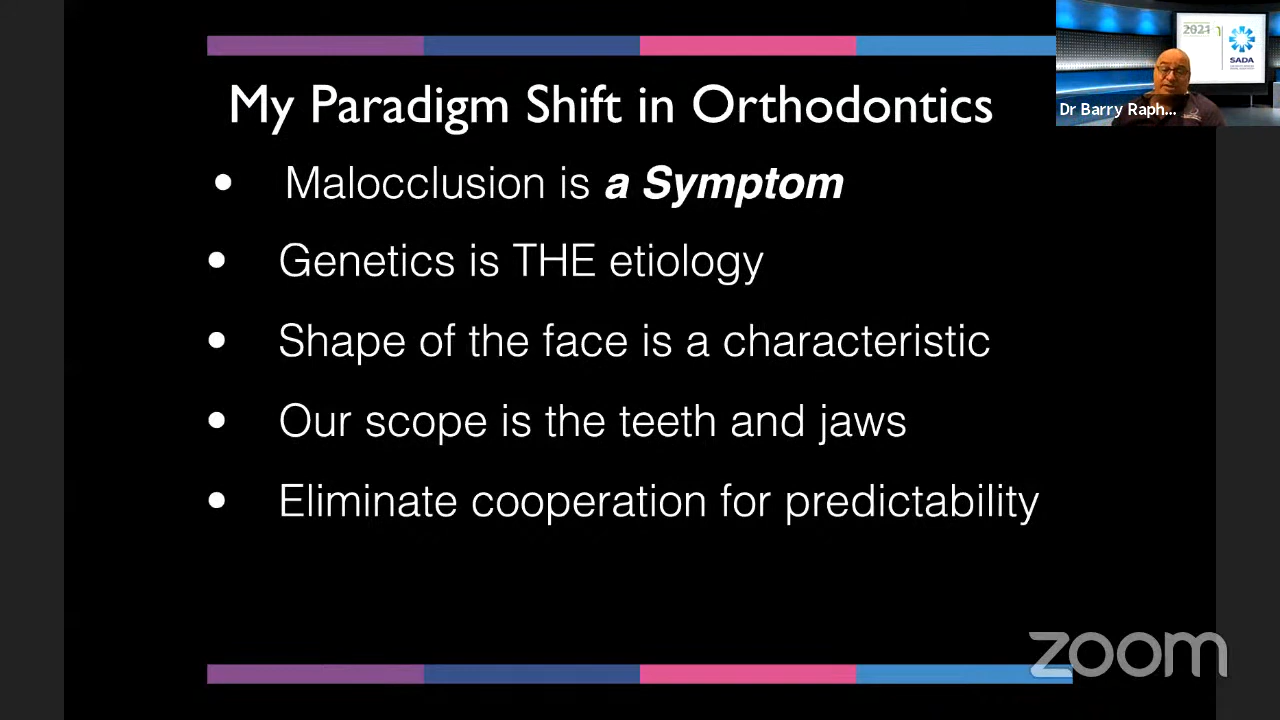 My Paradigm Shift in Orthodontics
• Malocclusion is a Symptom
• Genetics is THE etiology
• Shape of the face is a characteristic
• Our scope is the teeth and jaws
• Eliminate cooperation for predictability
2021
SADA
Dr Barry Raph...
zoom